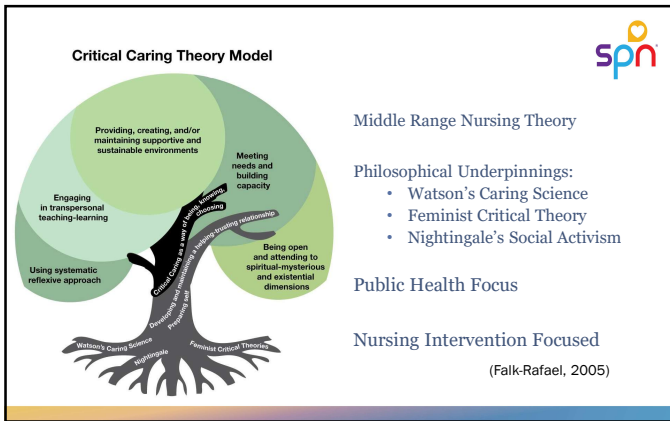 Critical Caring Theory Model
spn
Providing, creating, and/or
maintaining supportive and
sustainable environments
Meeting
needs and
building
capacity
Engaging
in transpersonal
teaching-learning
Being open
and attending to
spiritual-mysterious
and existential
dimensions
Using systematic
reflexive approach
Critical Caring as a way of being, knowing,
choosing
Developing and maintaining a helping-trusting relationship
Preparing self
Watson's Caring Science
Nightingale
Feminist Critical Theories
Middle Range Nursing Theory
Philosophical Underpinnings:
• Watson's Caring Science
• Feminist Critical Theory
• Nightingale's Social Activism
Public Health Focus
Nursing Intervention Focused
(Falk-Rafael, 2005)